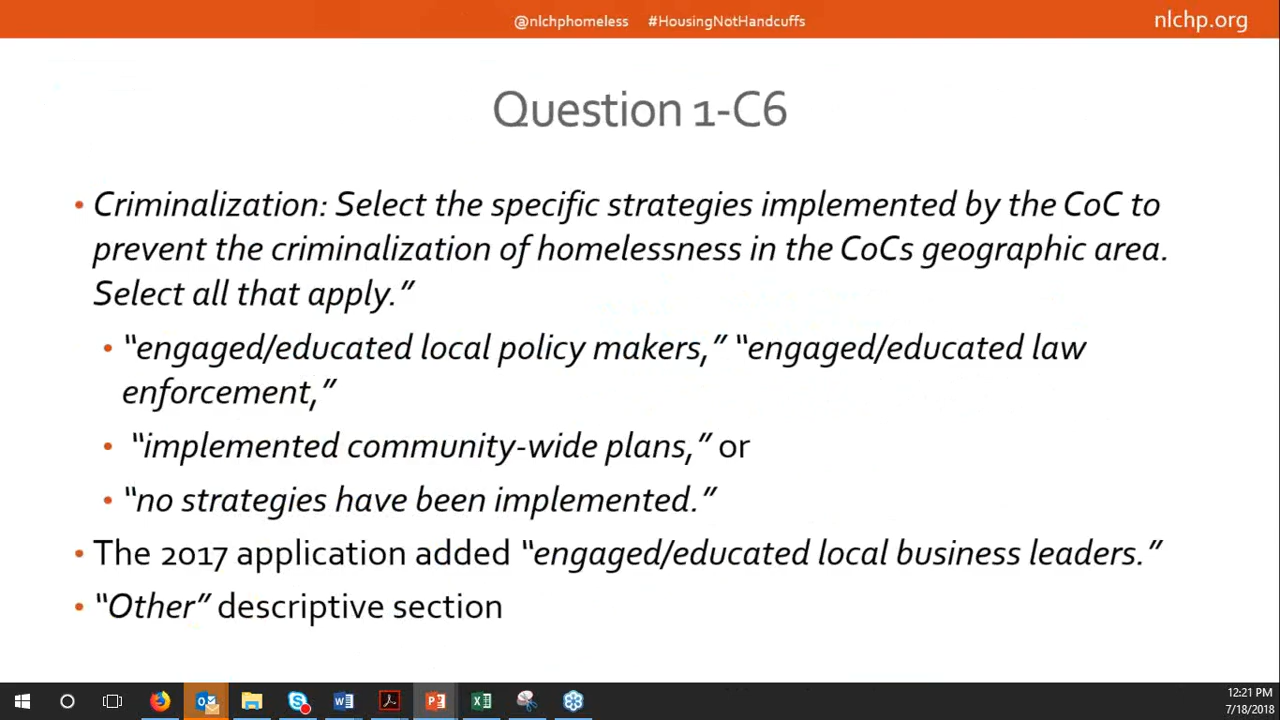 @nlchphomeless #HousingNotHandcuffs nlchp.org
Question 1-C6
• Criminalization: Select the specific strategies implemented by the CoC to
prevent the criminalization of homelessness in the CoCs geographic area.
Select all that apply.”
• “engaged/educated local policy makers,” “engaged/educated law
enforcement,”
• “implemented community-wide plans,” or
• “no strategies have been implemented.”
• The 2017 application added “engaged/educated local business leaders.”
• “Other” descriptive section
12:21 PM
7/18/2018